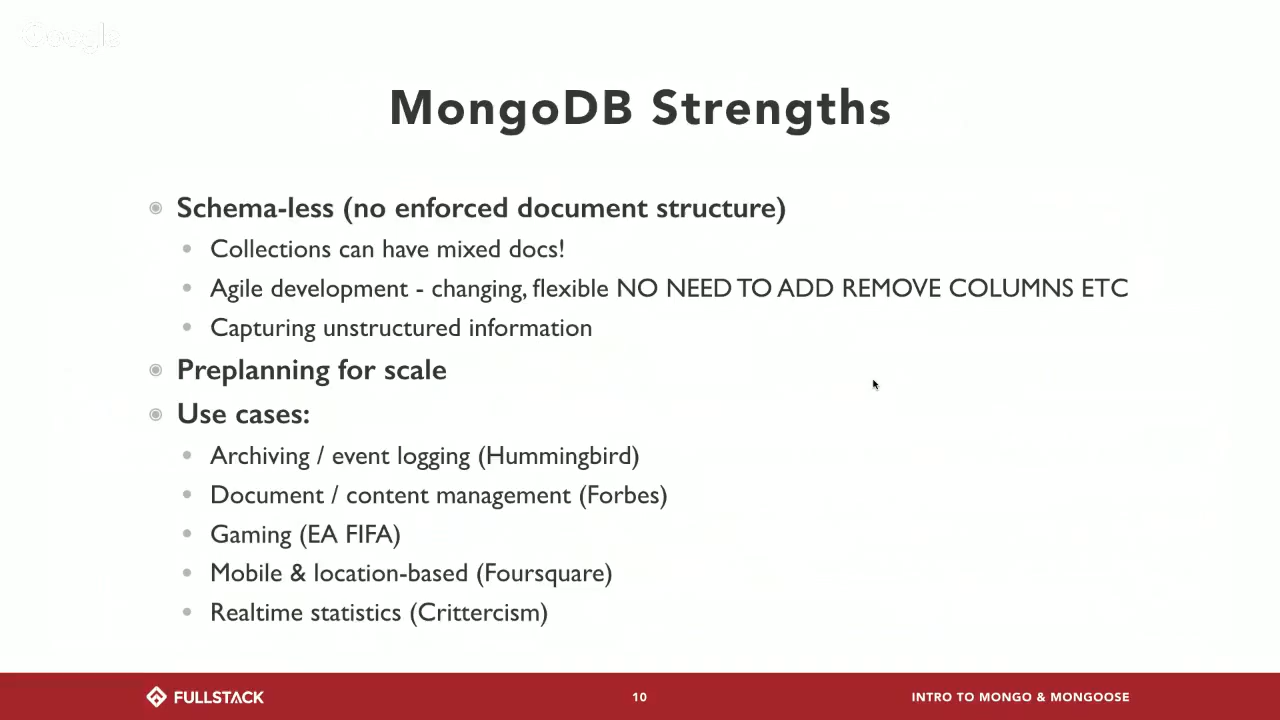 Google
MongoDB Strengths
Schema-less (no enforced document structure)
Collections can have mixed docs!
Agile development - changing, flexible NO NEED TO ADD REMOVE COLUMNS ETC
Capturing unstructured information
Preplanning for scale
Use cases:
Archiving / event logging (Hummingbird)
Document / content management (Forbes)
Gaming (EA FIFA)
Mobile & location-based (Foursquare)
Realtime statistics (Crittercism)
FULLSTACK
10
INTRO TO MONGO & MONGOOSE